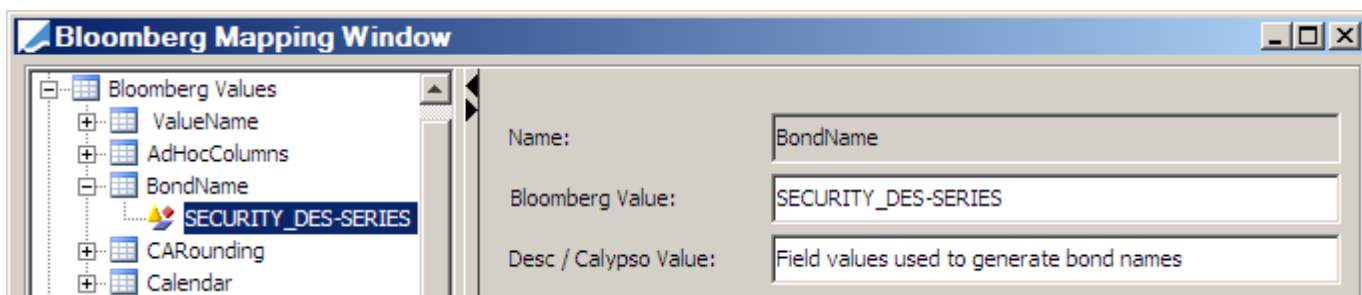 Bloomberg Mapping Window
Bloomberg Values
ValueName
AdHocColumns
BondName
SECURITY_DES-SERIES
CARounding
Calendar
Name: BondName
Bloomberg Value: SECURITY_DES-SERIES
Desc / Calypso Value: Field values used to generate bond names